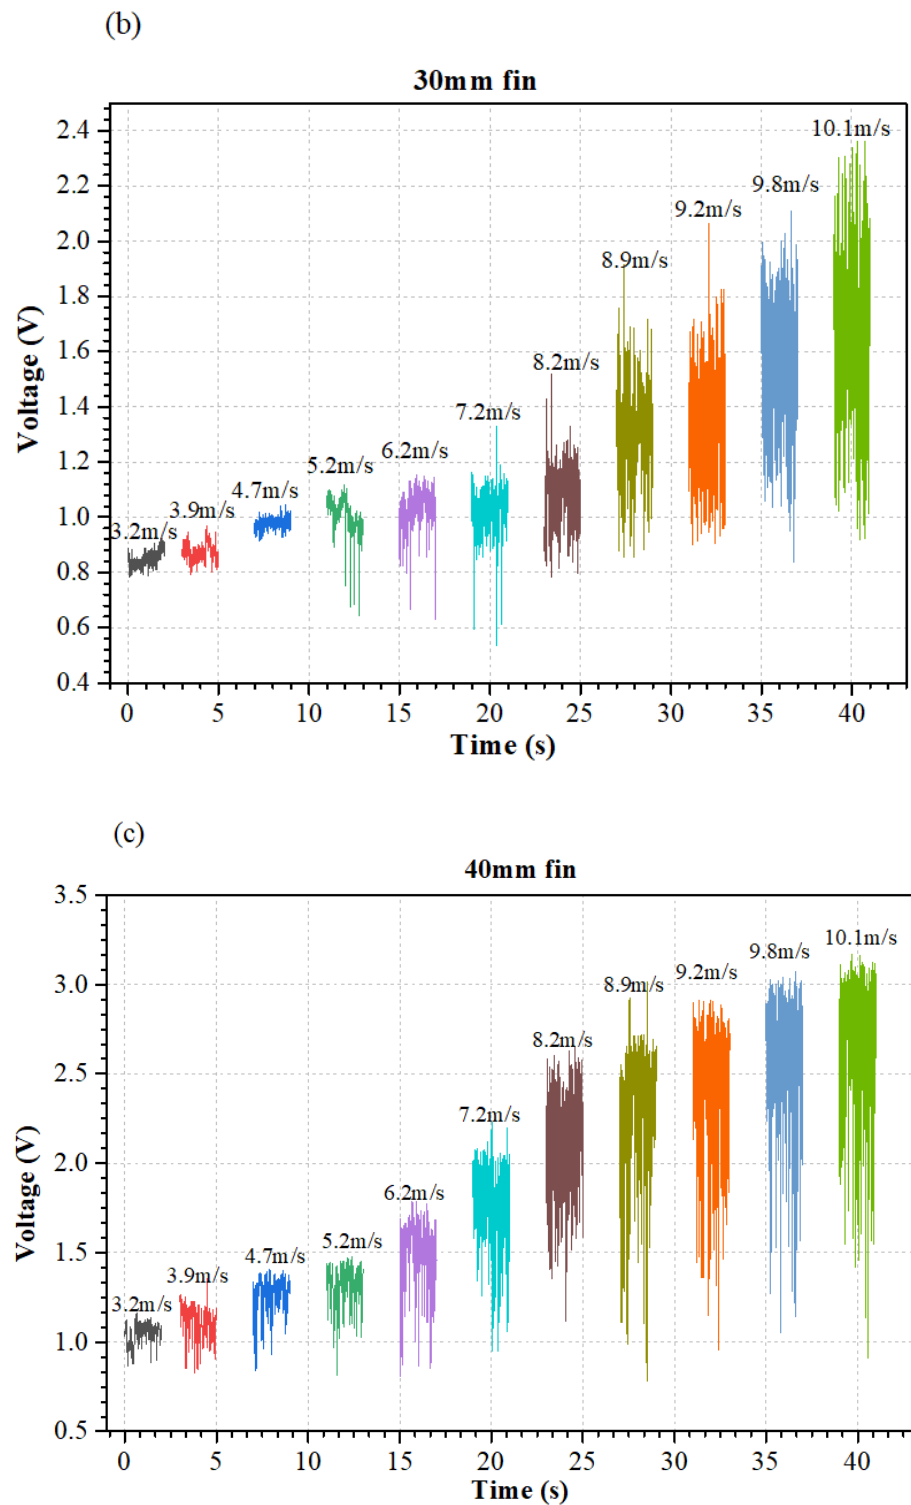 (b)
30mm fin
10.1m/s
9.8m/s
9.2m/s
8.9m/s
8.2m/s
7.2m/s
6.2m/s
5.2m/s
4.7m/s
3.9m/s
3.2m/s
2.4
2.2
2.0
1.8
1.6
1.4
1.2
1.0
0.8
0.6
0.4
Voltage (V)
0 5 10 15 20 25 30 35 40
Time (s)
(c)
40mm fin
10.1m/s
9.8m/s
9.2m/s
8.9m/s
8.2m/s
7.2m/s
6.2m/s
5.2m/s
4.7m/s
3.9m/s
3.2m/s
3.5
3.0
2.5
2.0
1.5
1.0
0.5
Voltage (V)
0 5 10 15 20 25 30 35 40
Time (s)